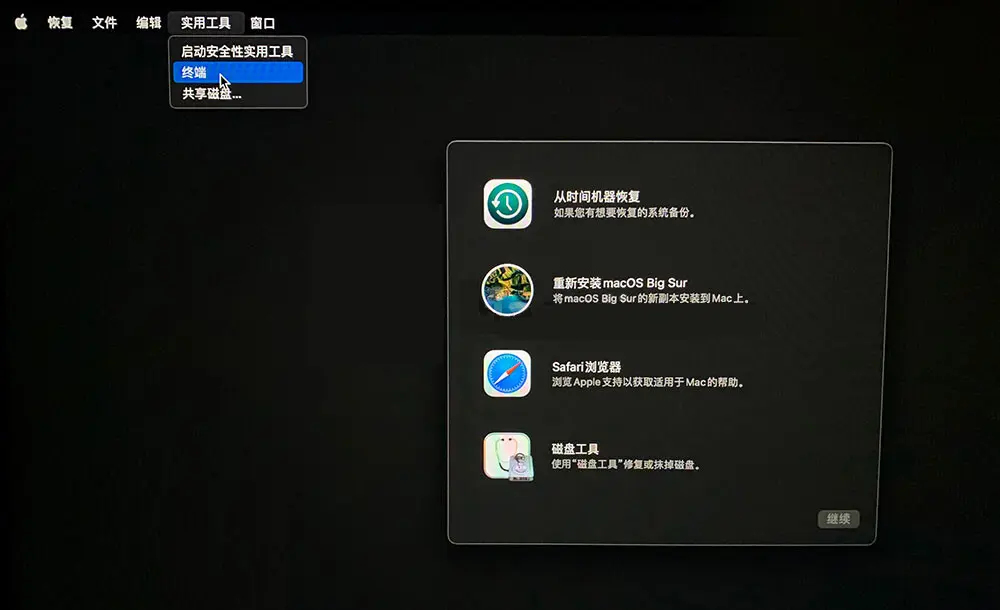 恢复 文件 编辑 实用工具 窗口
启动安全性实用工具
终端
共享磁盘...
从时间机器恢复
如果您有想要恢复的系统备份。
重新安装macOS Big Sur
将macOS Big Sur的新副本安装到Mac上。
Safari浏览器
浏览Apple支持以获取适用于Mac的帮助。
磁盘工具
使用“磁盘工具”修复或抹掉磁盘。
继续